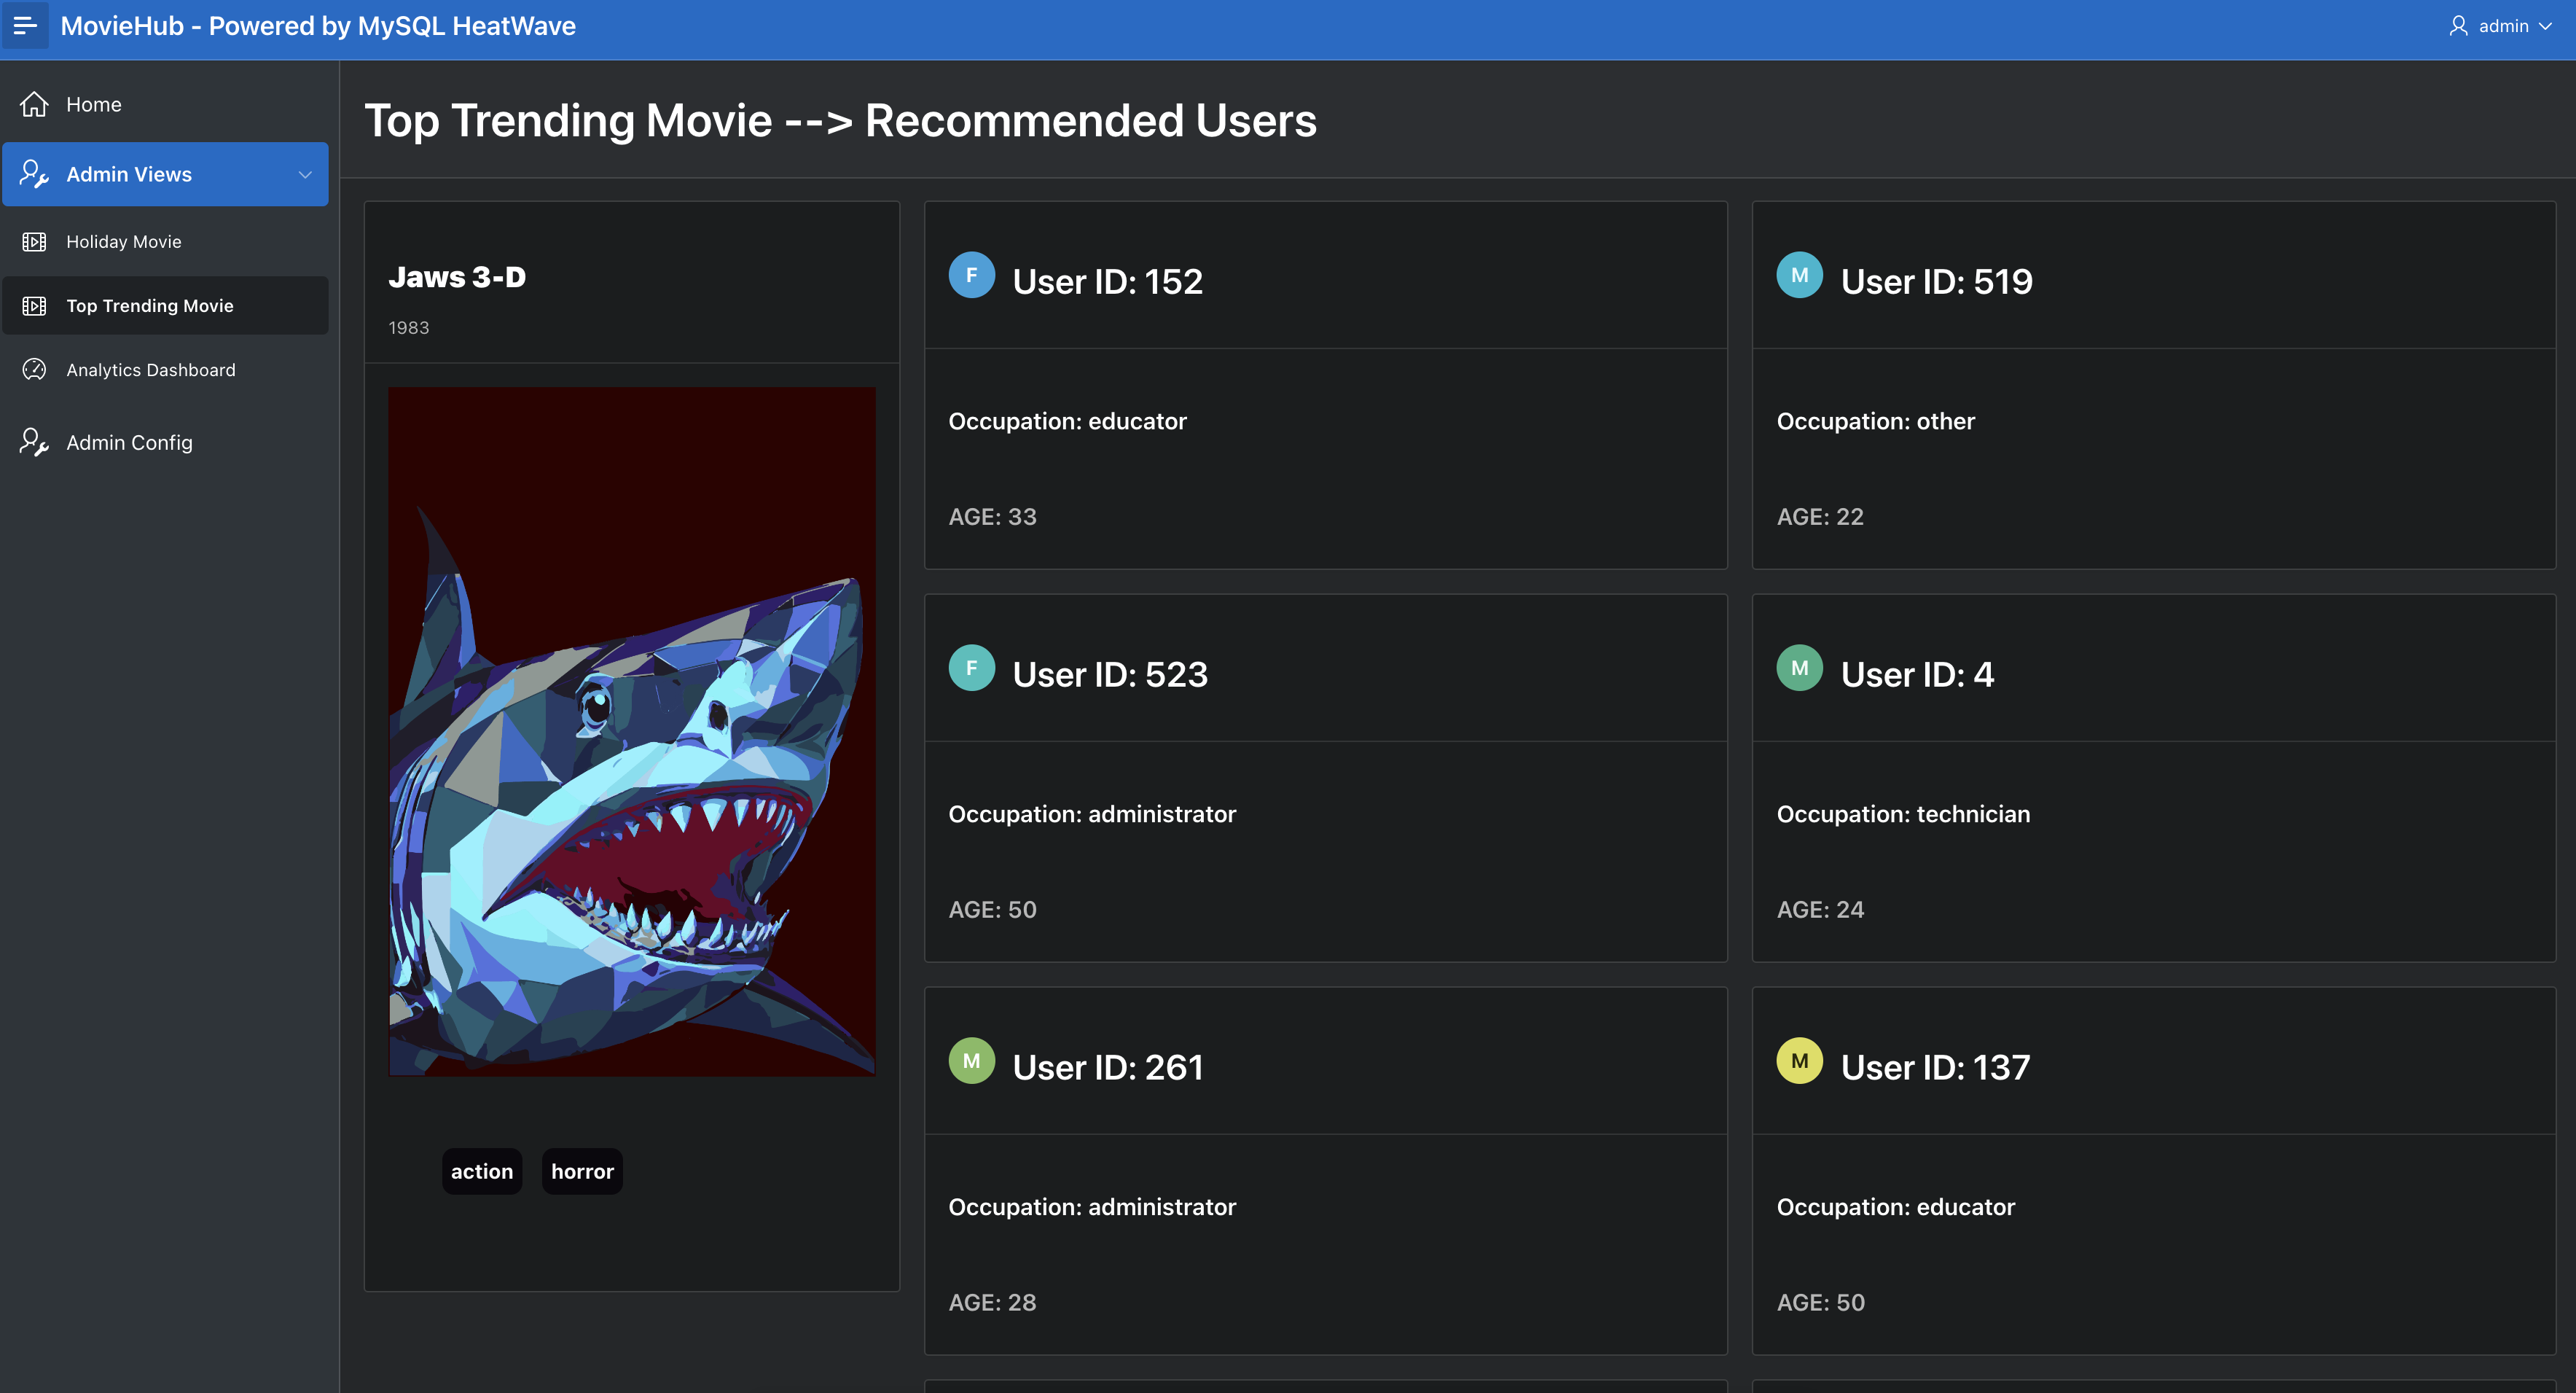 MovieHub - Powered by MySQL HeatWave
admin
Home
Admin Views
Holiday Movie
Top Trending Movie
Analytics Dashboard
Admin Config
Top Trending Movie --> Recommended Users
Jaws 3-D
1983
action horror
F User ID: 152
Occupation: educator
AGE: 33
M User ID: 519
Occupation: other
AGE: 22
F User ID: 523
Occupation: administrator
AGE: 50
M User ID: 4
Occupation: technician
AGE: 24
M User ID: 261
Occupation: administrator
AGE: 28
M User ID: 137
Occupation: educator
AGE: 50